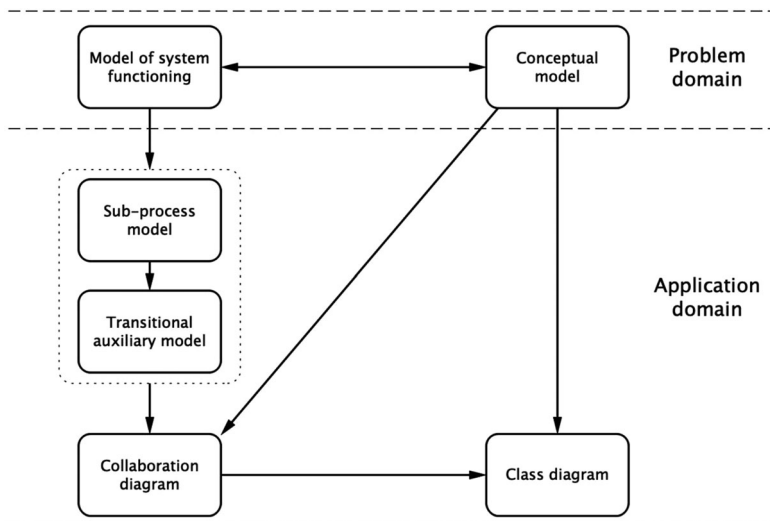 Model of system
functioning
Conceptual
model
Problem
domain
Sub-process
model
Transitional
auxiliary model
Application
domain
Collaboration
diagram
Class diagram